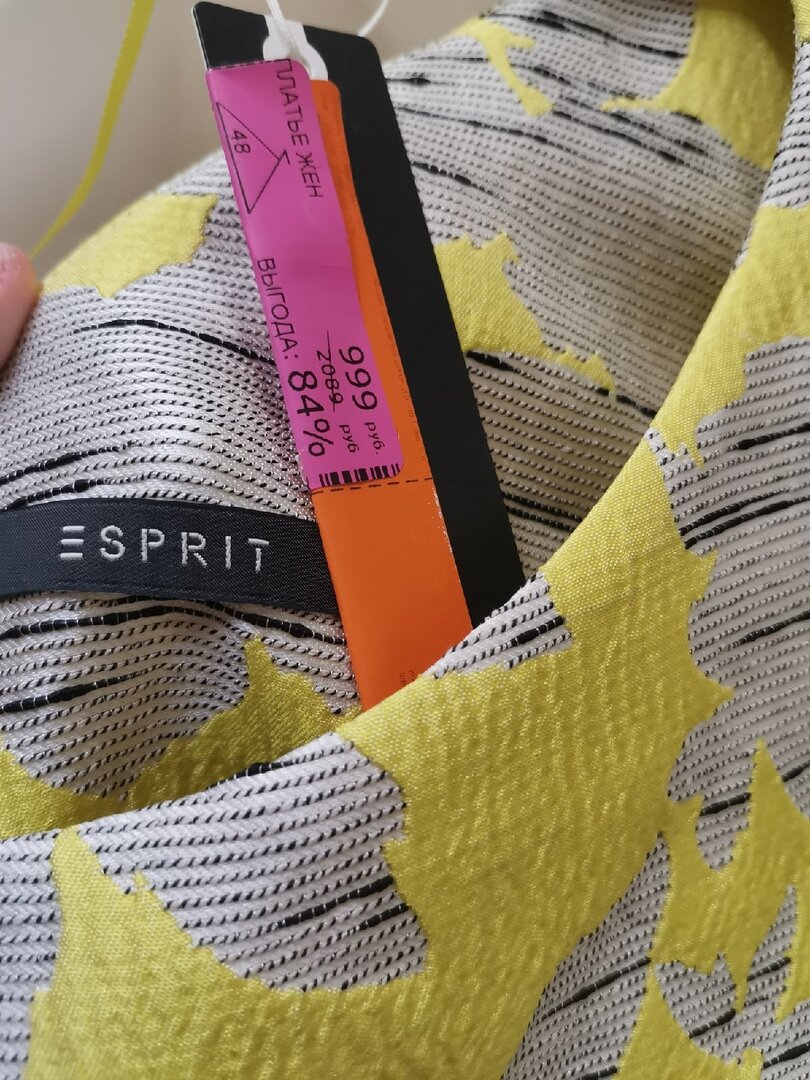 ПЛАТЬЕ ЖЕН
48
ВЫГОДА:
84%
2089 руб
999 руб.
ESPRIT